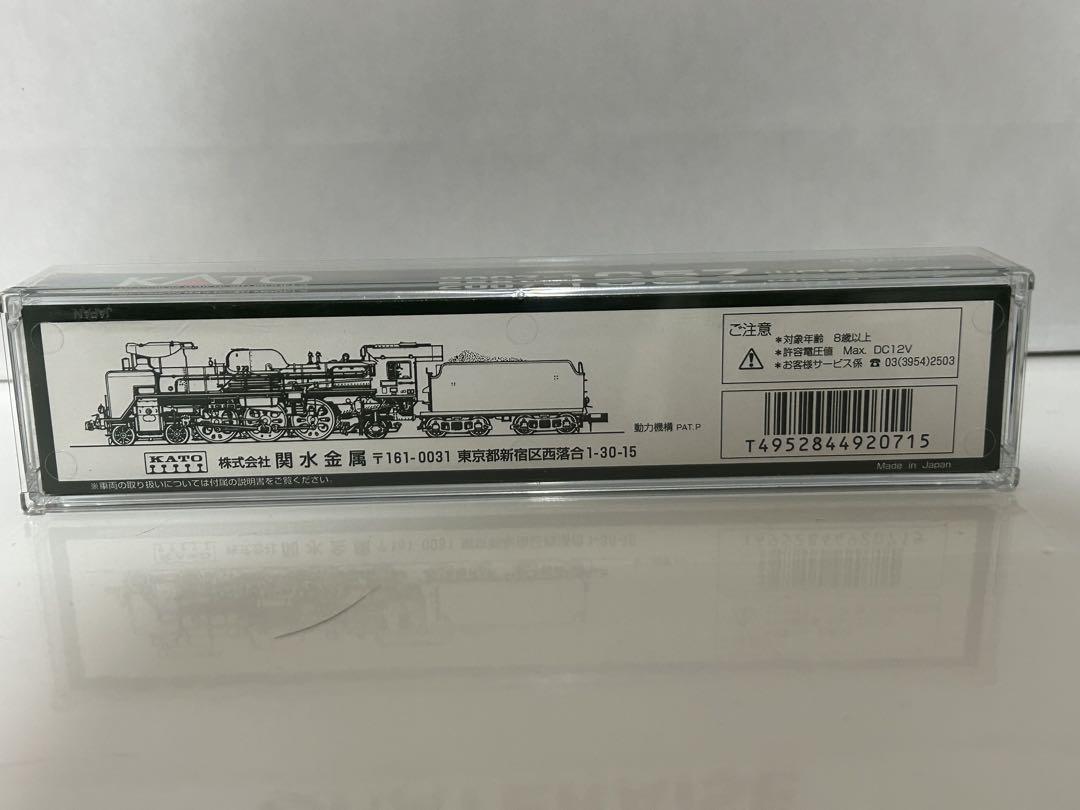 KATO
C57
JAPAN
ご注意
*対象年齢 8歳以上
*許容電圧値 Max. DC12V
*お客様サービス係 ☎ 03(3954)2503
動力機構 PAT.P
T4952844920715
KATO 株式会社 関水金属 〒161-0031 東京都新宿区西落合1-30-15
Made in Japan
※車両の取り扱いについては付属の説明書をご覧ください。